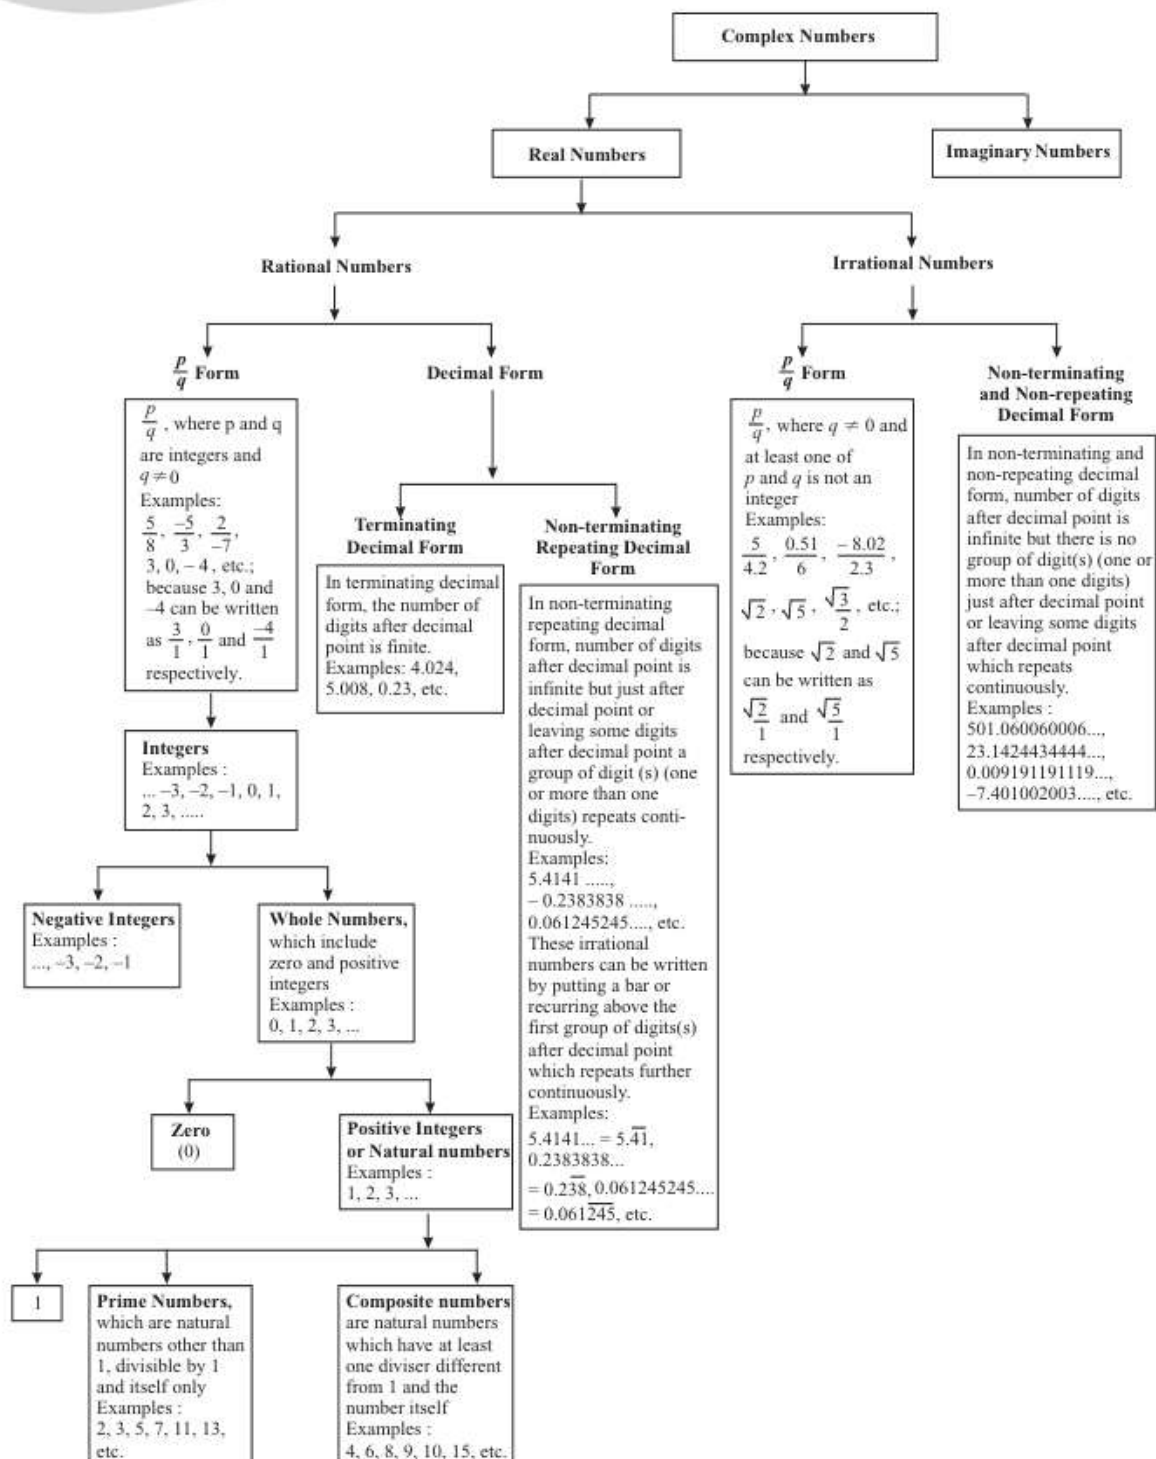 Complex Numbers
Real Numbers
Imaginary Numbers
Rational Numbers
Irrational Numbers
p/q Form
Decimal Form
p/q Form
Non-terminating
and Non-repeating
Decimal Form
p/q , where p and q
are integers and
q ≠ 0
Examples:
5/8, -5/3, 2/-7,
3, 0, – 4, etc.;
because 3, 0 and
–4 can be written
as 3/1, 0/1 and -4/1
respectively.
Terminating
Decimal Form
In terminating decimal
form, the number of
digits after decimal
point is finite.
Examples: 4.024,
5.008, 0.23, etc.
Non-terminating
Repeating Decimal
Form
In non-terminating
repeating decimal
form, number of digits
after decimal point is
infinite but just after
decimal point or
leaving some digits
after decimal point a
group of digit (s) (one
or more than one
digits) repeats conti-
nuously.
Examples:
5.4141 .....,
– 0.2383838 .....,
0.061245245...., etc.
These irrational
numbers can be written
by putting a bar or
recurring above the
first group of digits(s)
after decimal point
which repeats further
continuously.
Examples:
5.4141... = 5.4̅1̅,
0.2383838...
= 0.23̅8̅, 0.061245245....
= 0.0612̅4̅5̅, etc.
p/q, where q ≠ 0 and
at least one of
p and q is not an
integer
Examples:
5/4.2, 0.51/6, – 8.02/2.3,
√2, √5, √3/2, etc.;
because √2 and √5
can be written as
√2/1 and √5/1
respectively.
In non-terminating and
non-repeating decimal
form, number of digits
after decimal point is
infinite but there is no
group of digit(s) (one or
more than one digits)
just after decimal point
or leaving some digits
after decimal point
which repeats
continuously.
Examples :
501.060060006...,
23.1424434444...,
0.009191191119...,
–7.401002003...., etc.
Integers
Examples :
... –3, –2, –1, 0, 1,
2, 3, .....
Negative Integers
Examples :
..., –3, –2, –1
Whole Numbers,
which include
zero and positive
integers
Examples :
0, 1, 2, 3, ...
Zero
(0)
Positive Integers
or Natural numbers
Examples :
1, 2, 3, ...
1
Prime Numbers,
which are natural
numbers other than
1, divisible by 1
and itself only
Examples :
2, 3, 5, 7, 11, 13,
etc.
Composite numbers
are natural numbers
which have at least
one diviser different
from 1 and the
number itself
Examples :
4, 6, 8, 9, 10, 15, etc.